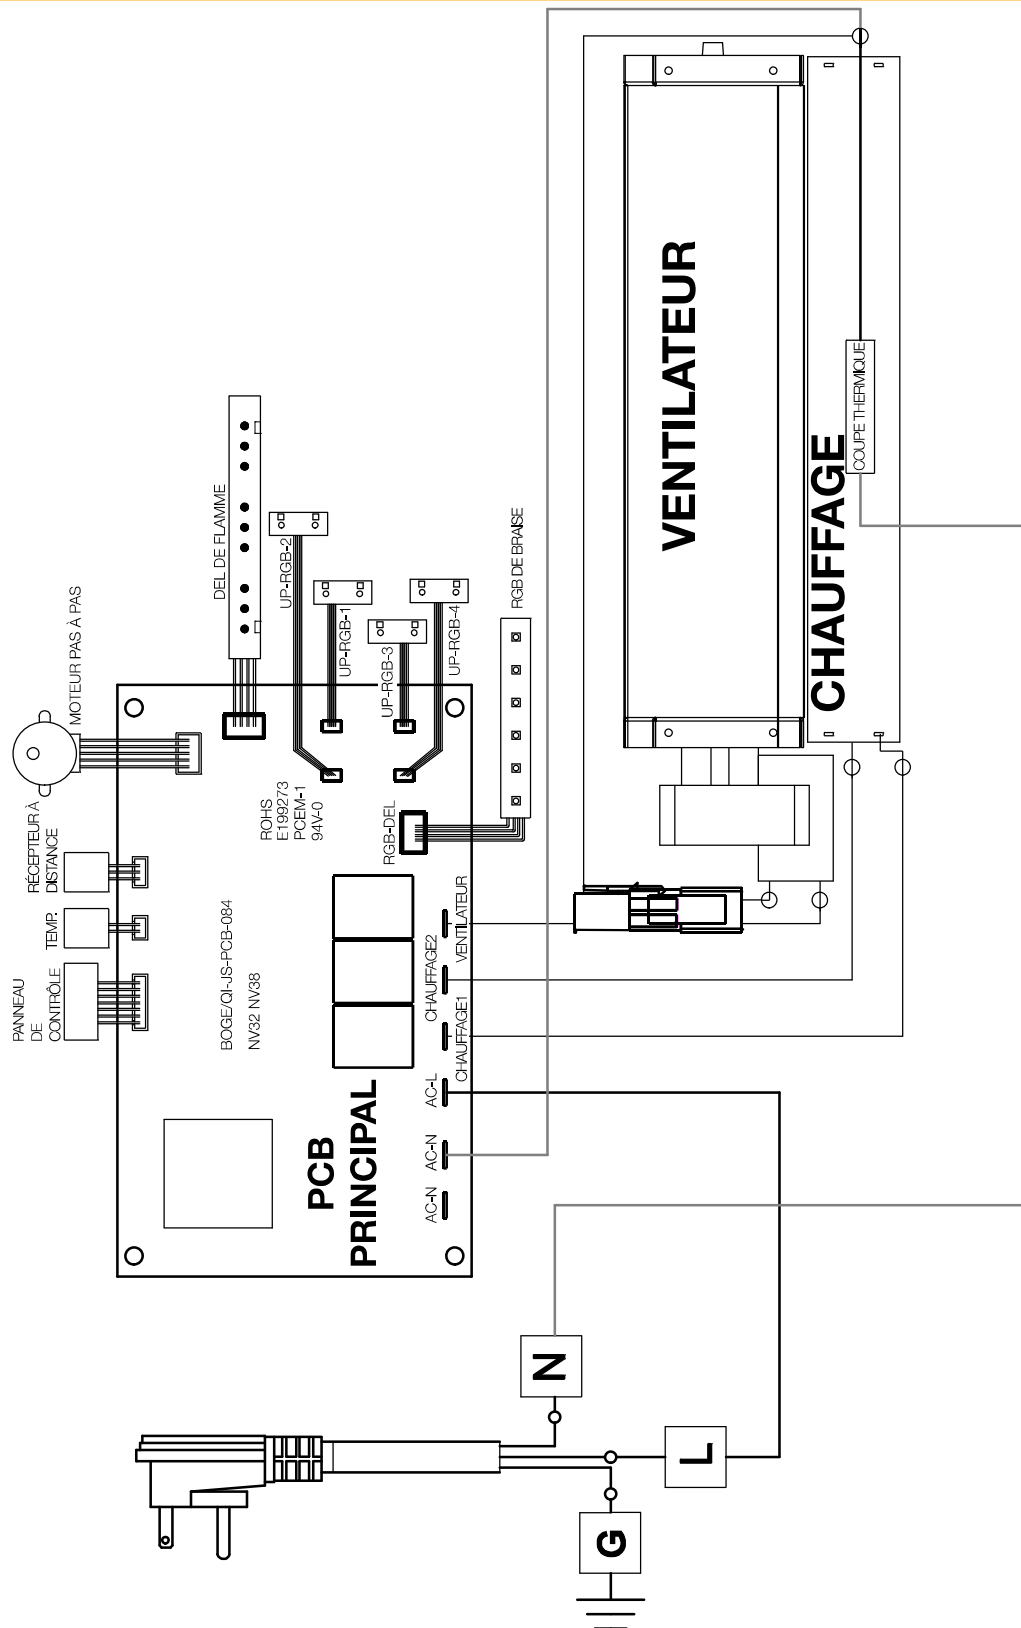 MOTEUR PAS À PAS
RÉCEPTEUR À
DISTANCE
TEMP.
PANNEAU
DE
CONTRÔLE
DEL DE FLAMME
UP-RGB-2
UP-RGB-1
UP-RGB-3
UP-RGB-4
RGB DE BRAISE
ROHS
E199273
PCEM-1
94V-0
RGB-DEL
BOGE/QI-JS-PCB-084
NV32 NV38
VENTILATEUR
CHAUFFAGE2
CHAUFFAGE1
AC-L
AC-N
AC-N
PCB
PRINCIPAL
VENTILATEUR
CHAUFFAGE
COUPE THERMIQUE
N
L
G